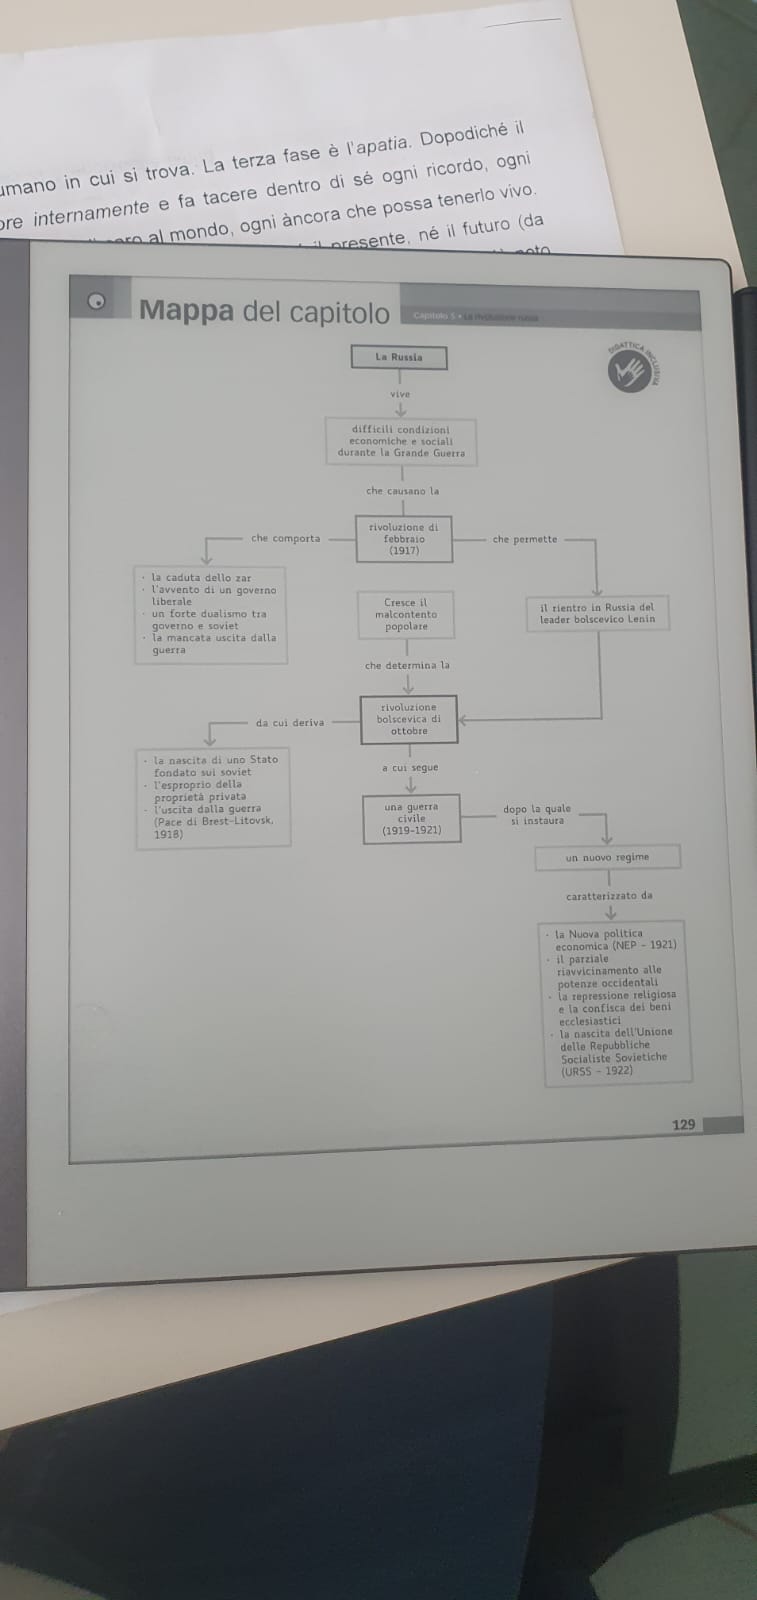 umano in cui si trova. La terza fase è l'apatia. Dopodiché il
ore internamente e fa tacere dentro di sé ogni ricordo, ogni
al mondo, ogni àncora che possa tenerlo vivo.
il presente, né il futuro (da
Mappa del capitolo
Capitolo 5 • La rivoluzione russa
DIDATTICA INCLUSIVA
La Russia
vive
difficili condizioni
economiche e sociali
durante la Grande Guerra
che causano la
rivoluzione di
febbraio
(1917)
che comporta
che permette
· la caduta dello zar
· l'avvento di un governo
liberale
· un forte dualismo tra
governo e soviet
· la mancata uscita dalla
guerra
Cresce il
malcontento
popolare
il rientro in Russia del
leader bolscevico Lenin
che determina la
rivoluzione
bolscevica di
ottobre
da cui deriva
· la nascita di uno Stato
fondato sui soviet
· l'esproprio della
proprietà privata
· l'uscita dalla guerra
(Pace di Brest-Litovsk,
1918)
a cui segue
una guerra
civile
(1919-1921)
dopo la quale
si instaura
un nuovo regime
caratterizzato da
· la Nuova politica
economica (NEP - 1921)
· il parziale
riavvicinamento alle
potenze occidentali
· la repressione religiosa
e la confisca dei beni
ecclesiastici
· la nascita dell'Unione
delle Repubbliche
Socialiste Sovietiche
(URSS - 1922)
129